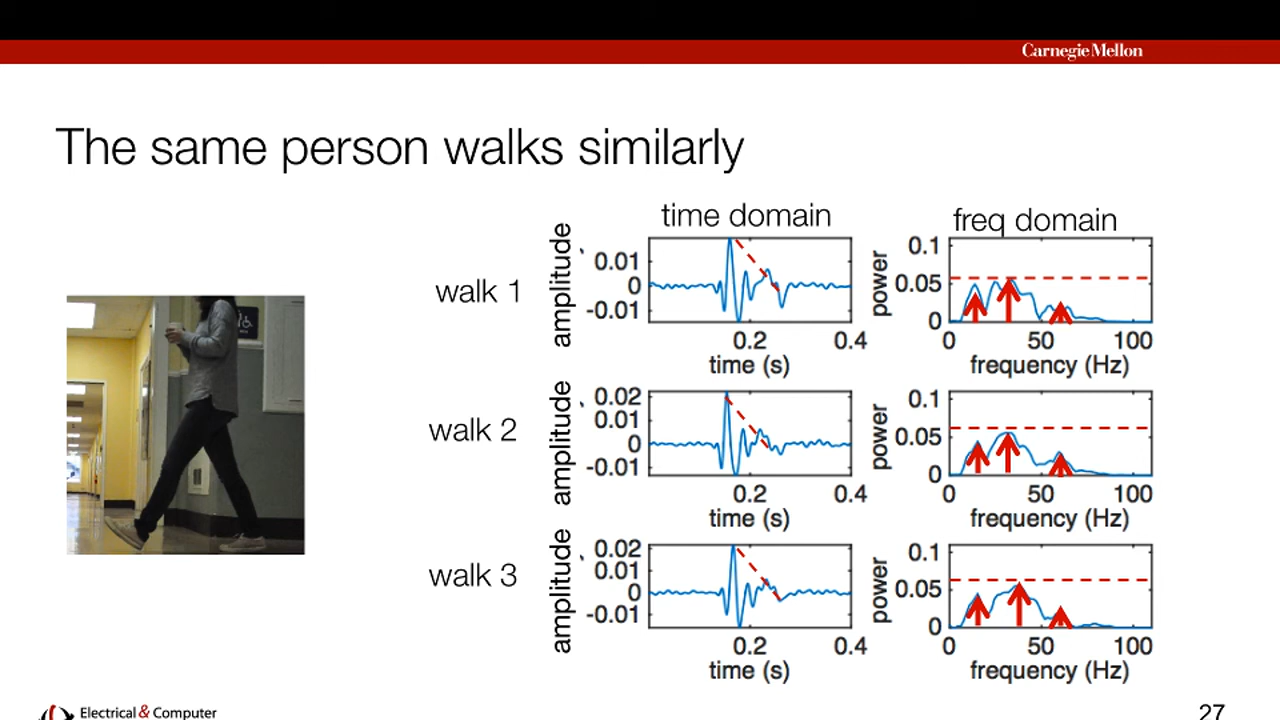 Carnegie Mellon
The same person walks similarly
time domain
freq domain
walk 1
amplitude
0.01
0
-0.01
0.2
0.4
time (s)
power
0.1
0.05
0
0
50
100
frequency (Hz)
walk 2
amplitude
0.02
0.01
0
-0.01
0.2
0.4
time (s)
power
0.1
0.05
0
0
50
100
frequency (Hz)
walk 3
amplitude
0.02
0.01
0
-0.01
0.2
0.4
time (s)
power
0.1
0.05
0
0
50
100
frequency (Hz)
Electrical & Computer
27